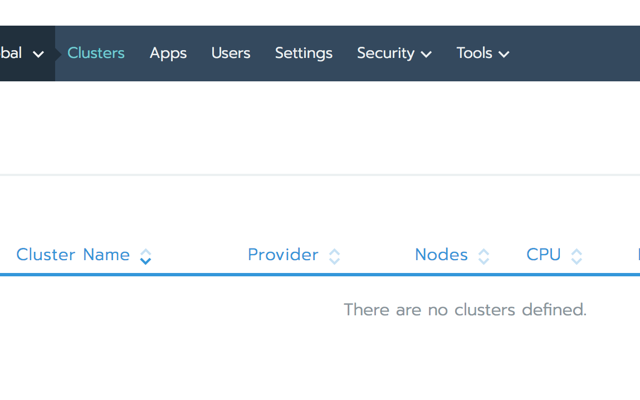 bal Clusters Apps Users Settings Security Tools
Cluster Name Provider Nodes CPU
There are no clusters defined.